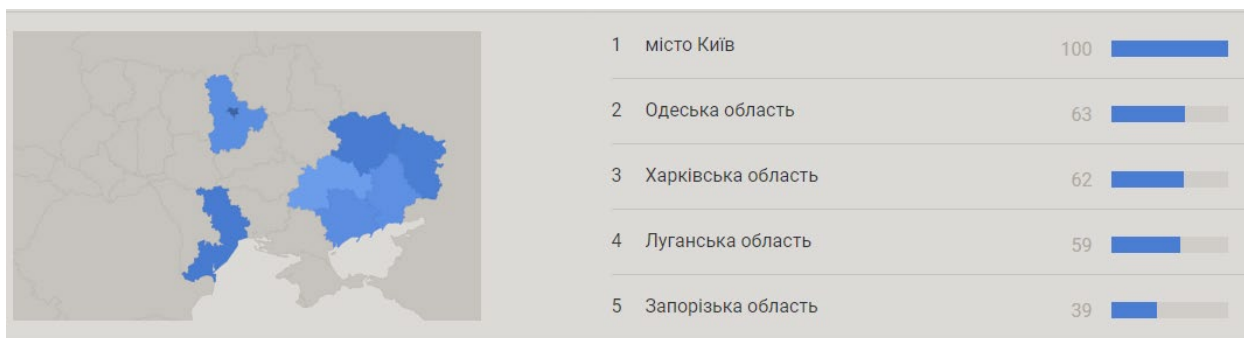 1 місто Київ 100
2 Одеська область 63
3 Харківська область 62
4 Луганська область 59
5 Запорізька область 39